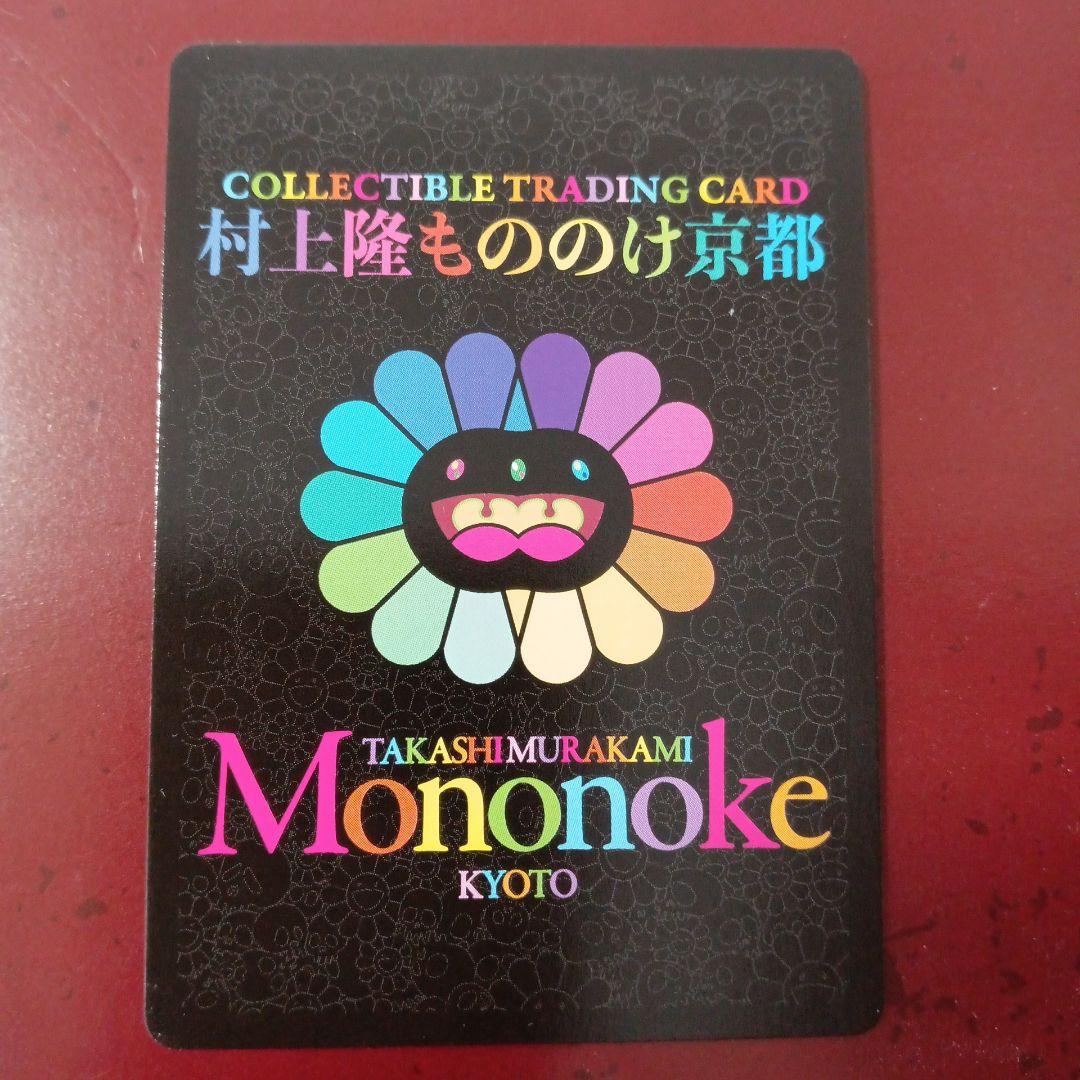 COLLECTIBLE TRADING CARD
村上隆もののけ京都
TAKASHI MURAKAMI
Mononoke
KYOTO